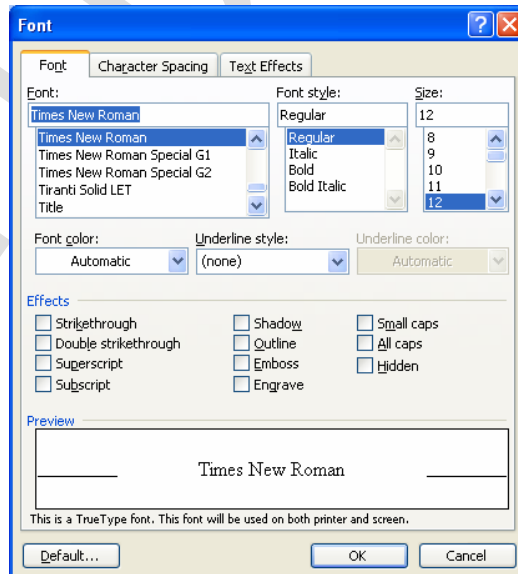 Font
Font Character Spacing Text Effects
Font: Font style: Size:
Times New Roman Regular 12
Times New Roman Regular 8
Times New Roman Special G1 Italic 9
Times New Roman Special G2 Bold 10
Tiranti Solid LET Bold Italic 11
Title 12
Font color: Underline style: Underline color:
Automatic (none) Automatic
Effects
Strikethrough Shadow Small caps
Double strikethrough Outline All caps
Superscript Emboss Hidden
Subscript Engrave
Preview
Times New Roman
This is a TrueType font. This font will be used on both printer and screen.
Default... OK Cancel